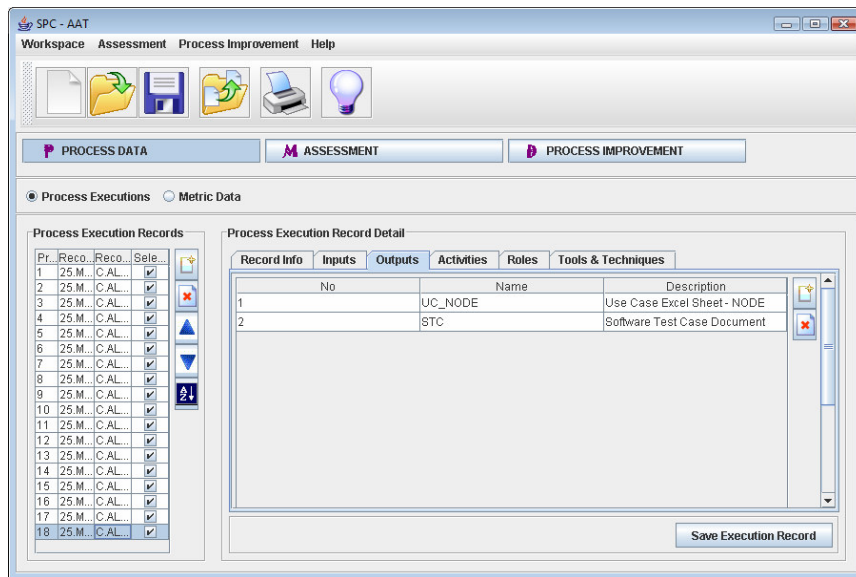 SPC - AAT
Workspace Assessment Process Improvement Help
P PROCESS DATA M ASSESSMENT D PROCESS IMPROVEMENT
Process Executions Metric Data
Process Execution Records
Pr... Reco... Reco... Sele...
1 25.M... C.AL...
2 25.M... C.AL...
3 25.M... C.AL...
4 25.M... C.AL...
5 25.M... C.AL...
6 25.M... C.AL...
7 25.M... C.AL...
8 25.M... C.AL...
9 25.M... C.AL...
10 25.M... C.AL...
11 25.M... C.AL...
12 25.M... C.AL...
13 25.M... C.AL...
14 25.M... C.AL...
15 25.M... C.AL...
16 25.M... C.AL...
17 25.M... C.AL...
18 25.M... C.AL...
A Z
Process Execution Record Detail
Record Info Inputs Outputs Activities Roles Tools & Techniques
No Name Description
1 UC_NODE Use Case Excel Sheet - NODE
2 STC Software Test Case Document
Save Execution Record